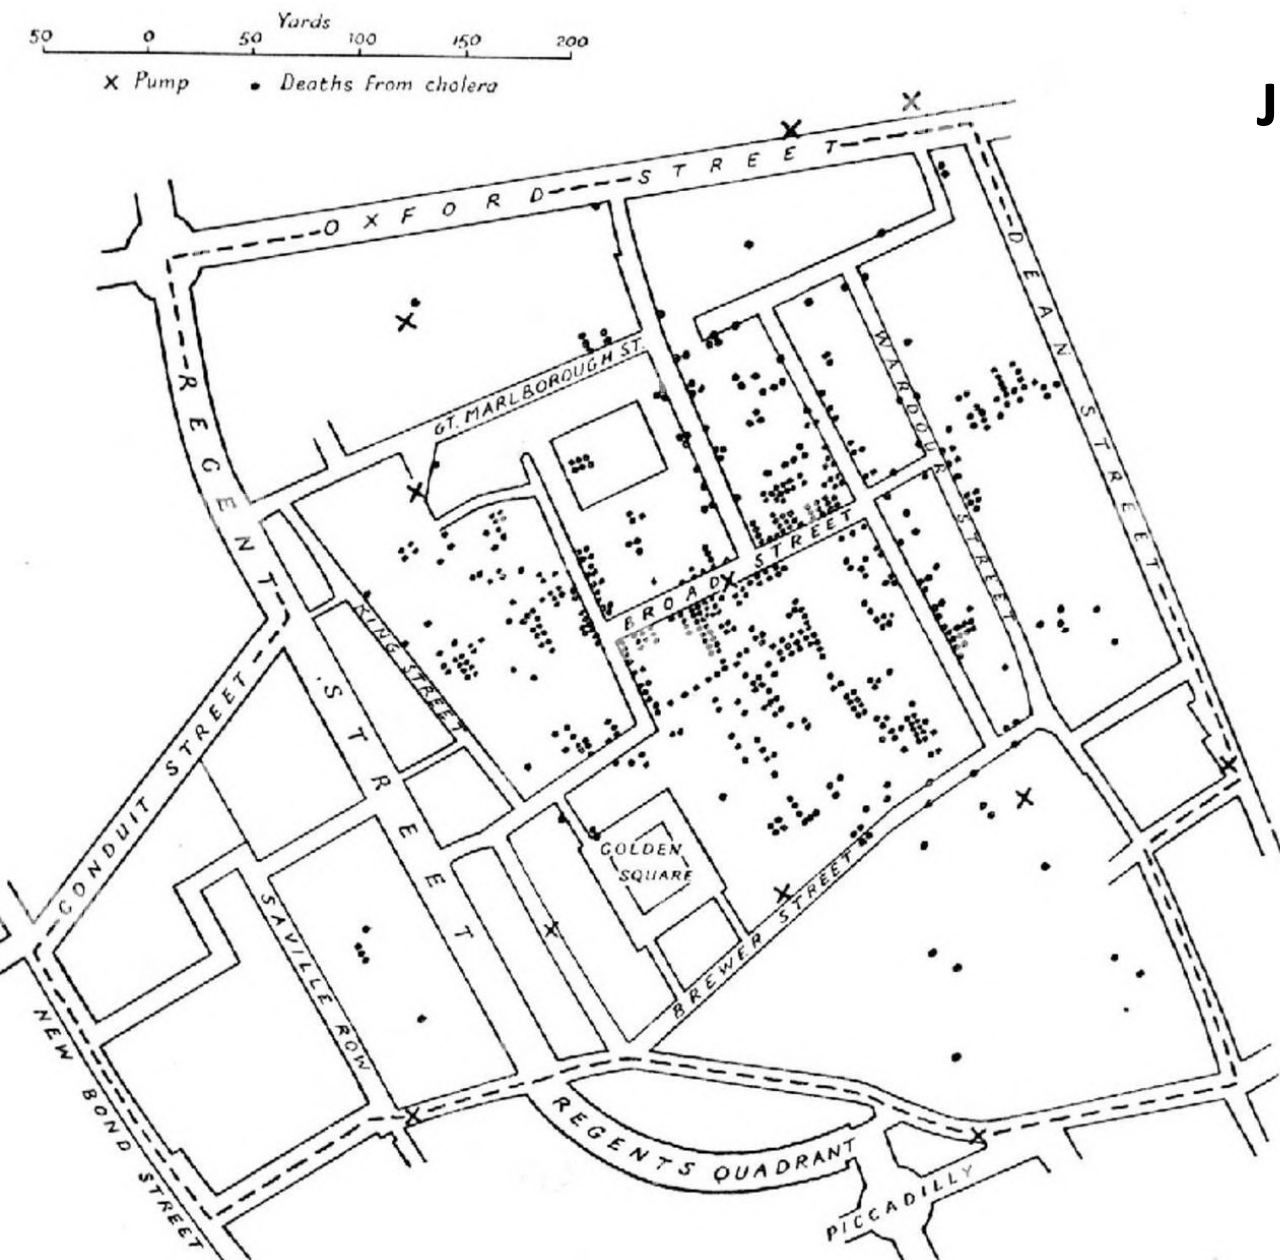 Yards
50 0 50 100 150 200
X Pump • Deaths from cholera
J
OXFORD STREET
DEAN STREET
REGENT STREET
GT. MARLBOROUGH ST.
WARDOUR STREET
BROAD STREET
KING STREET
CONDUIT STREET
GOLDEN
SQUARE
BREWER STREET
SAVILLE ROW
NEW BOND STREET
REGENTS QUADRANT
PICCADILLY